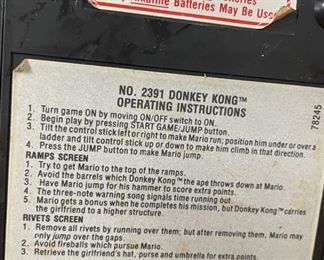 Alkaline Batteries May Be Used
NO. 2391 DONKEY KONG™
OPERATING INSTRUCTIONS
1. Turn game ON by moving ON/OFF switch to ON.
2. Begin play by pressing START GAME/JUMP button.
3. Tilt the control stick left or right to make Mario run; position him under or over a
ladder and tilt control stick up or down to make him climb in that direction.
4. Press the JUMP button to make Mario jump.
RAMPS SCREEN
1. Try to get Mario to the top of the ramps.
2. Avoid the barrels which Donkey Kong™ the ape throws down at Mario.
3. Have Mario jump for his hammer to score extra points.
4. The three-note warning song signals time running out.
5. Mario gets a bonus when he completes his mission, but Donkey Kong™ carries
the girlfriend to a higher structure.
RIVETS SCREEN
1. Remove all rivets by running over them; but after removing them, Mario may
only jump over the gaps.
2. Avoid fireballs which pursue Mario.
3. Retrieve the girlfriend's hat, purse and umbrella for extra points.
78245